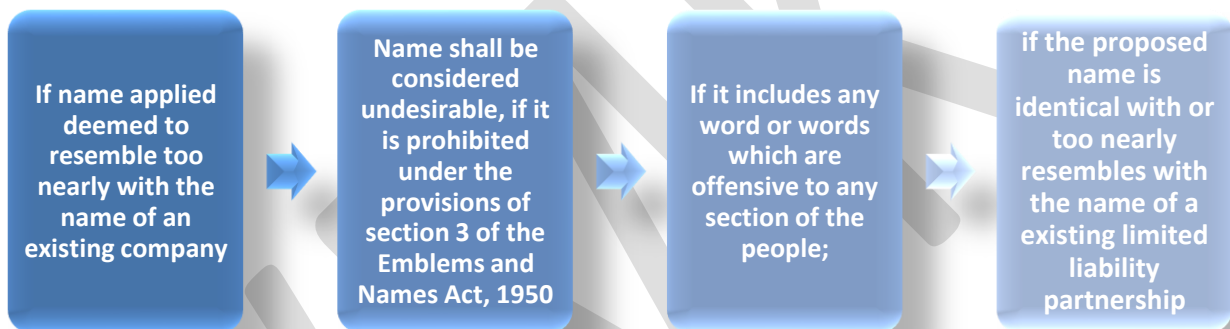 If name applied
deemed to
resemble too
nearly with the
name of an
existing company
Name shall be
considered
undesirable, if it
is prohibited
under the
provisions of
section 3 of the
Emblems and
Names Act, 1950
If it includes any
word or words
which are
offensive to any
section of the
people;
if the proposed
name is
identical with or
too nearly
resembles with
the name of a
existing limited
liability
partnership